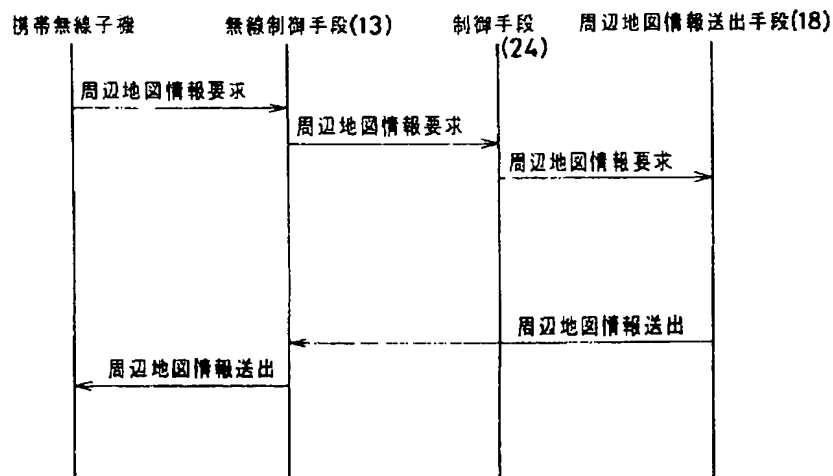 携帯無線子機
無線制御手段(13)
制御手段
(24)
周辺地図情報送出手段(18)
周辺地図情報要求
周辺地図情報要求
周辺地図情報要求
周辺地図情報送出
周辺地図情報送出